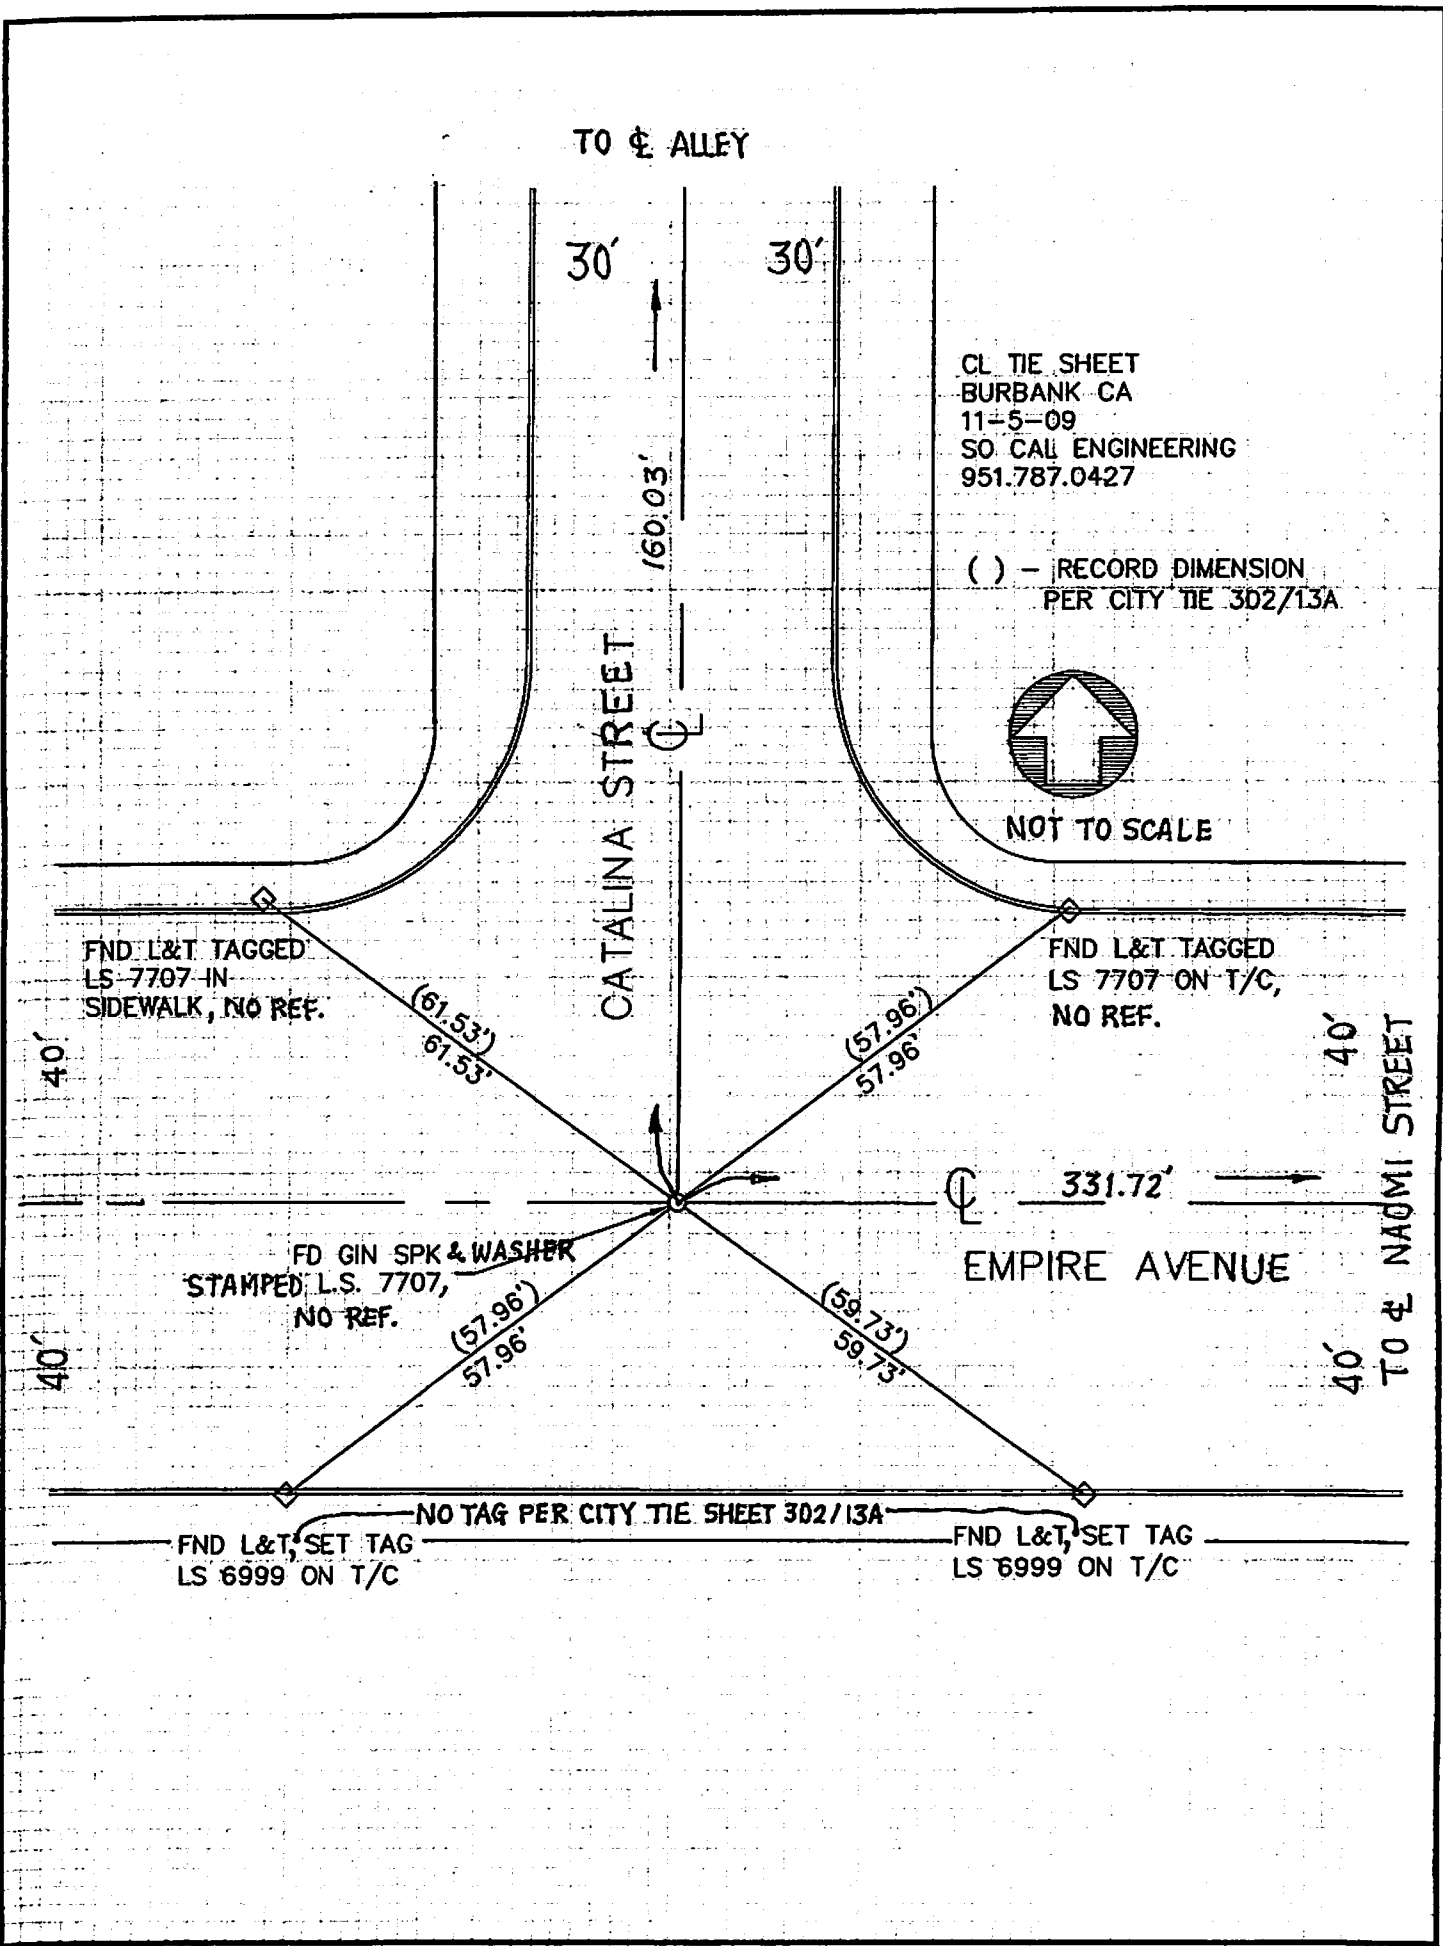 TO ℄ ALLEY
30'
30'
CL TIE SHEET
BURBANK CA
11-5-09
SO CAL ENGINEERING
951.787.0427
160.03'
( ) - RECORD DIMENSION
PER CITY TIE 302/13A
CATALINA STREET
℄
NOT TO SCALE
FND L&T TAGGED
LS 7707 IN
SIDEWALK, NO REF.
FND L&T TAGGED
LS 7707 ON T/C,
NO REF.
(61.53')
61.53'
(57.96')
57.96'
40'
40'
TO ℄ NAOMI STREET
℄ 331.72'
EMPIRE AVENUE
FD GIN SPK & WASHER
STAMPED L.S. 7707,
NO REF.
(57.96')
57.96'
(59.73')
59.73'
40'
40'
NO TAG PER CITY TIE SHEET 302/13A
FND L&T, SET TAG
LS 6999 ON T/C
FND L&T, SET TAG
LS 6999 ON T/C